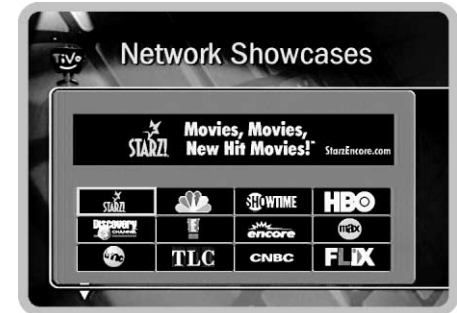 TiVo
Network Showcases
STARZ!
Movies, Movies,
New Hit Movies!
StarzEncore.com
STARZ! SHOWTIME HBO
Discovery CHANNEL E! encore max
tnc TLC CNBC FLIX